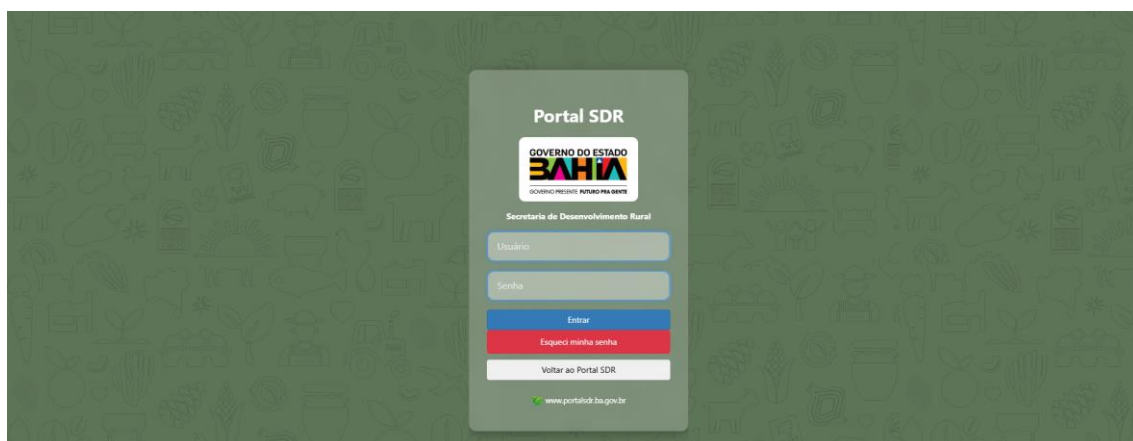 Portal SDR
GOVERNO DO ESTADO
BAHIA
GOVERNO PRESENTE FUTURO PRA GENTE
Secretaria de Desenvolvimento Rural
Usuário
Senha
Entrar
Esqueci minha senha
Voltar ao Portal SDR
www.portalsdr.ba.gov.br